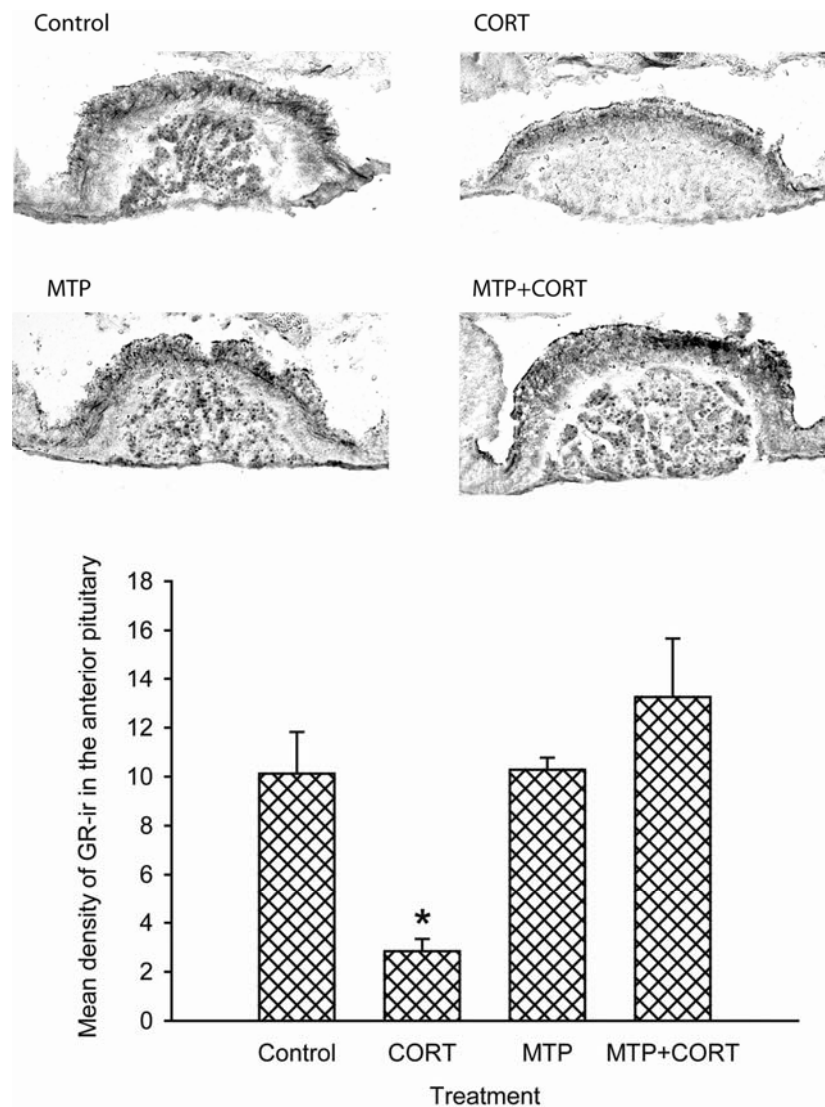 Control
CORT
MTP
MTP+CORT
Mean density of GR-ir in the anterior pituitary
18
16
14
12
10
8
6
4
2
0
*
Control CORT MTP MTP+CORT
Treatment